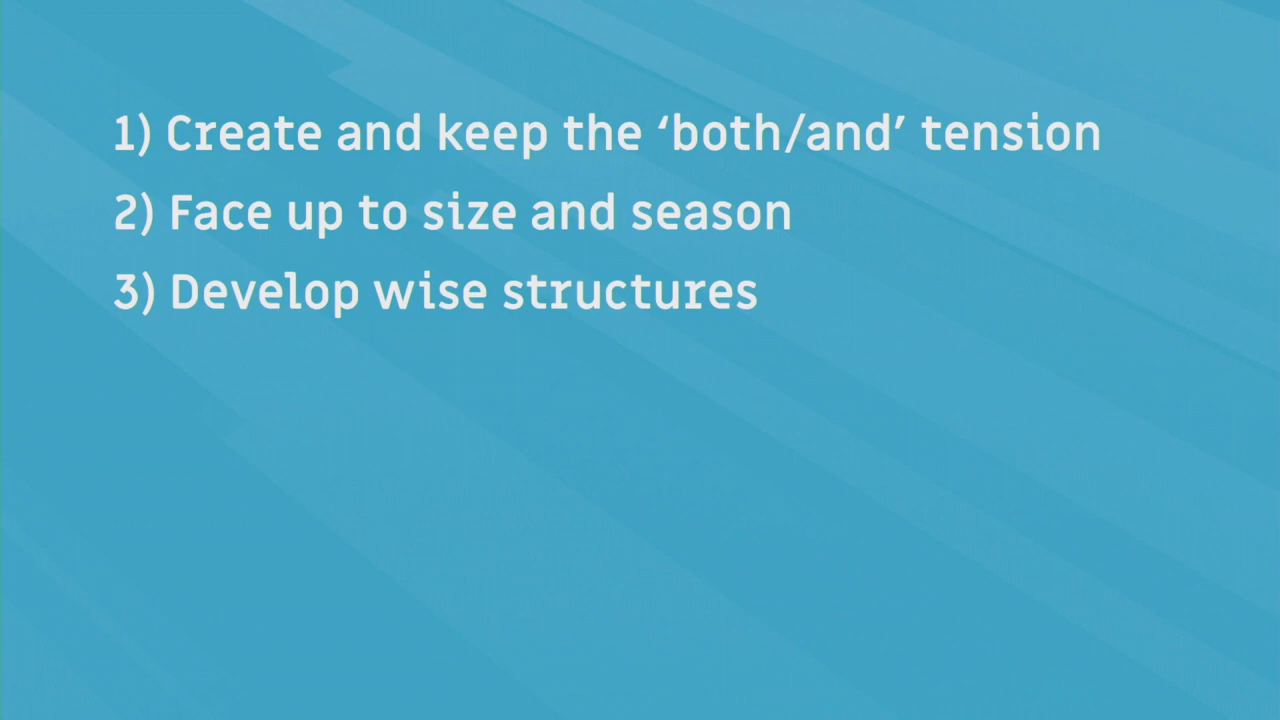 1) Create and keep the ‘both/and’ tension
2) Face up to size and season
3) Develop wise structures